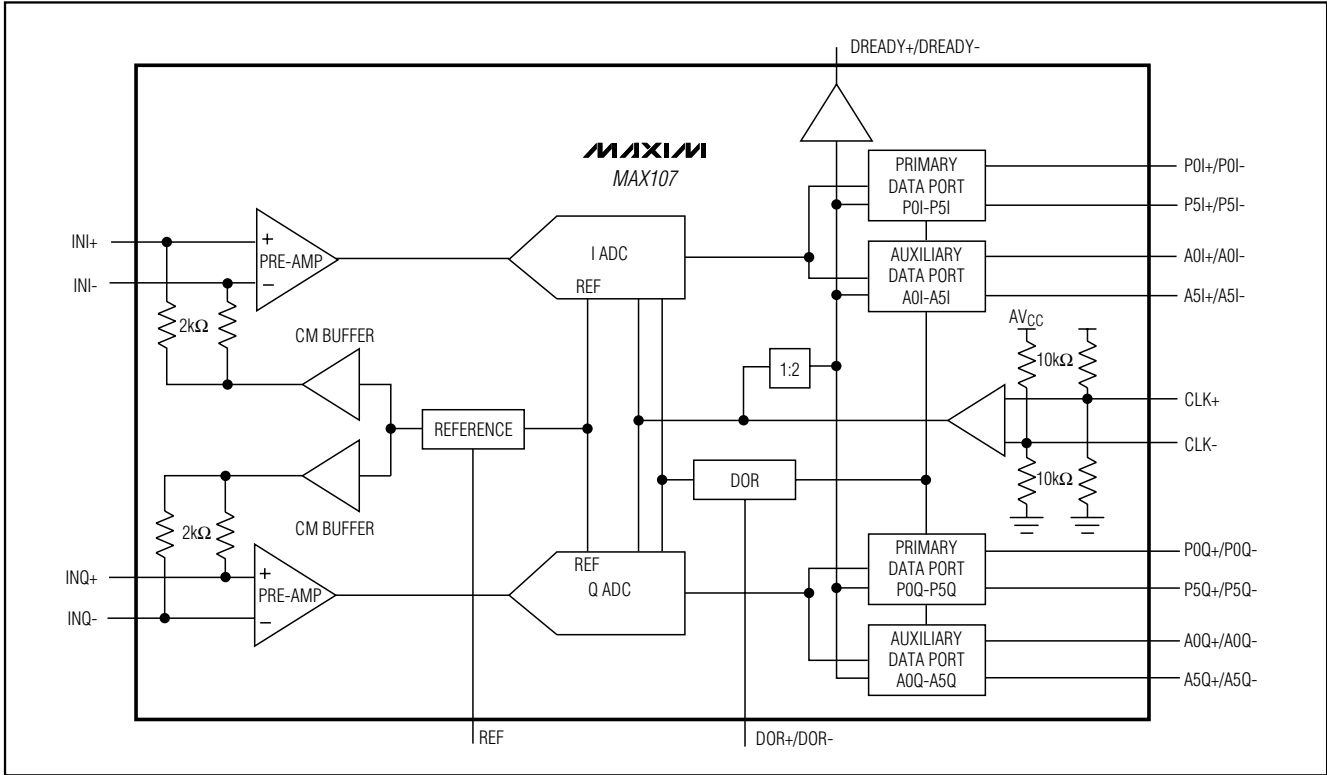 DREADY+/DREADY-
MAXIM
MAX107
PRIMARY
DATA PORT
P0I-P5I
P0I+/P0I-
P5I+/P5I-
INI+
INI-
+
PRE-AMP
−
I ADC
REF
AUXILIARY
DATA PORT
A0I-A5I
A0I+/A0I-
A5I+/A5I-
2kΩ
CM BUFFER
1:2
AVCC
10kΩ
CLK+
CLK-
REFERENCE
DOR
10kΩ
2kΩ
CM BUFFER
INQ+
INQ-
+
PRE-AMP
−
REF
Q ADC
PRIMARY
DATA PORT
P0Q-P5Q
P0Q+/P0Q-
P5Q+/P5Q-
AUXILIARY
DATA PORT
A0Q-A5Q
A0Q+/A0Q-
A5Q+/A5Q-
REF
DOR+/DOR-